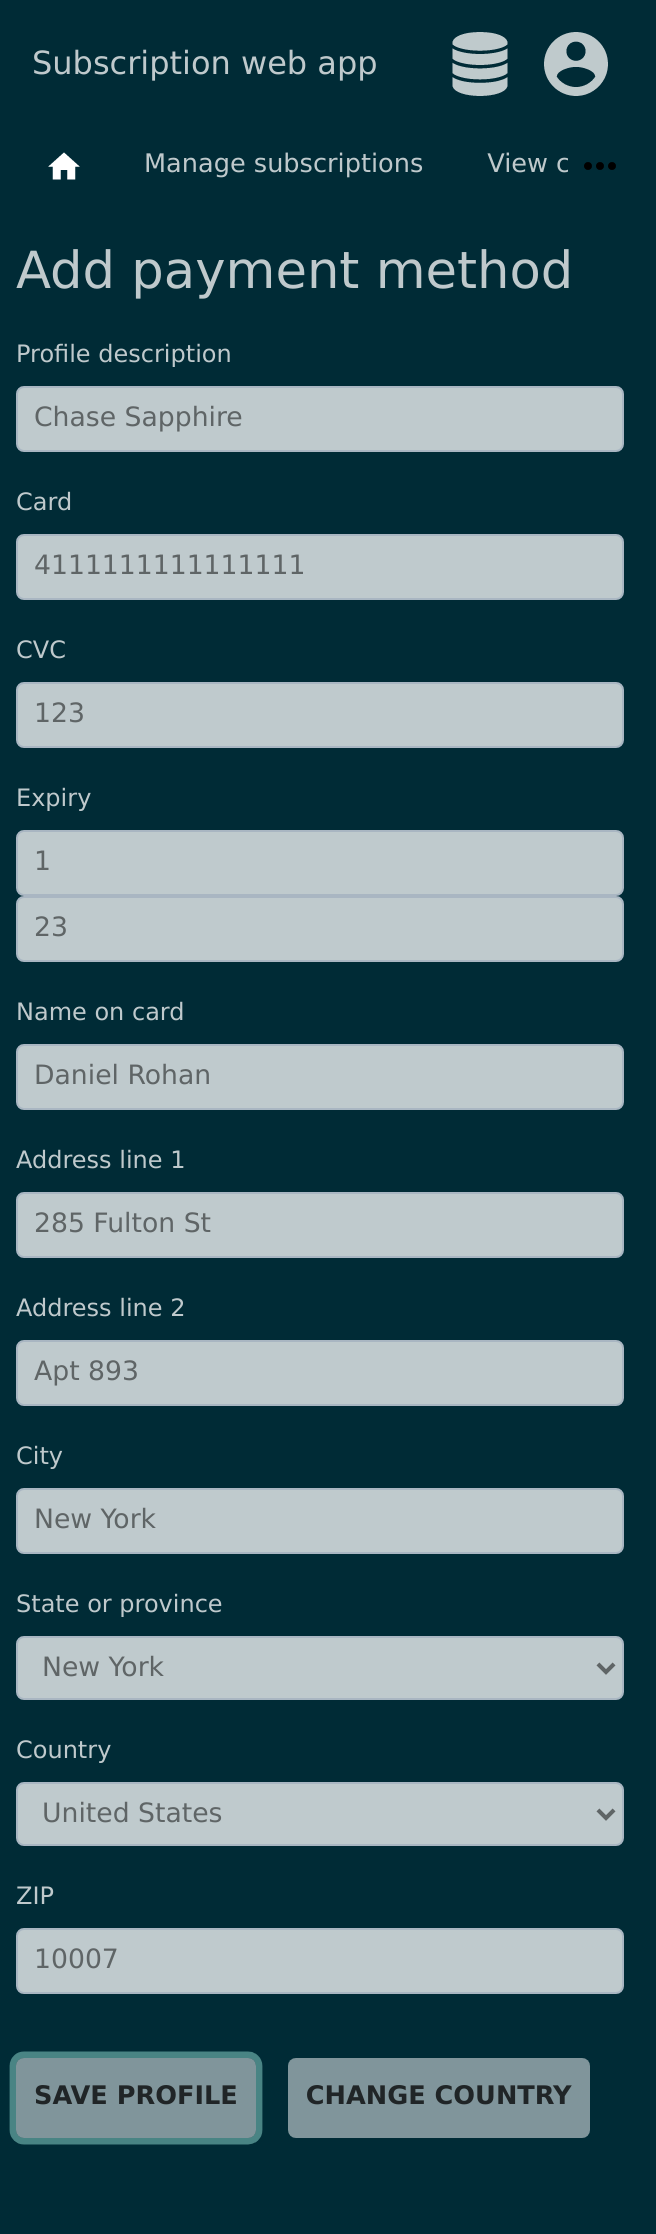 Subscription web app
Manage subscriptions View c
Add payment method
Profile description
Chase Sapphire
Card
4111111111111111
CVC
123
Expiry
1
23
Name on card
Daniel Rohan
Address line 1
285 Fulton St
Address line 2
Apt 893
City
New York
State or province
New York
Country
United States
ZIP
10007
SAVE PROFILE CHANGE COUNTRY